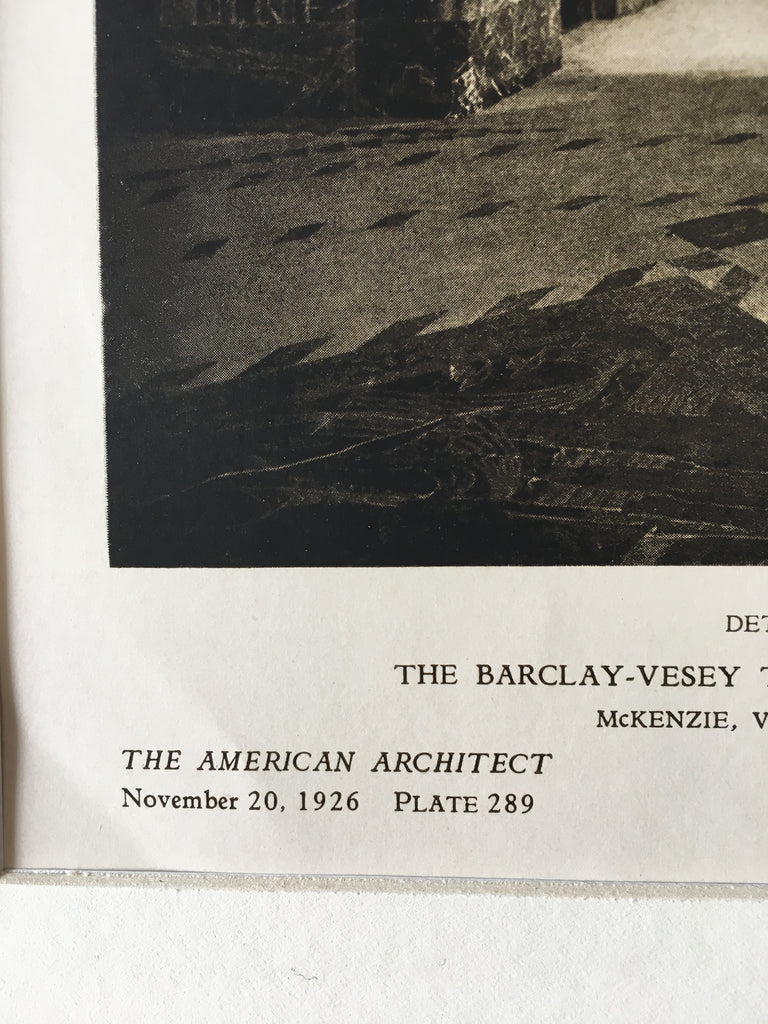 DET
THE BARCLAY-VESEY T
McKENZIE, V
THE AMERICAN ARCHITECT
November 20, 1926 PLATE 289